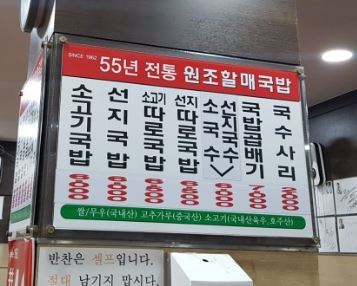 SINCE 1962
55년 전통 원조할매국밥
소고기국밥
선지국밥
소고기 따로국밥
선지 따로국밥
소국수
선지국수
국밥곱배기
국수사리
6000
6000
7000
쌀/무우(국내산) 고추가루(중국산) 소고기(국내산육우,호주산)
반찬은 셀프입니다.
절대 남기지 맙시다.